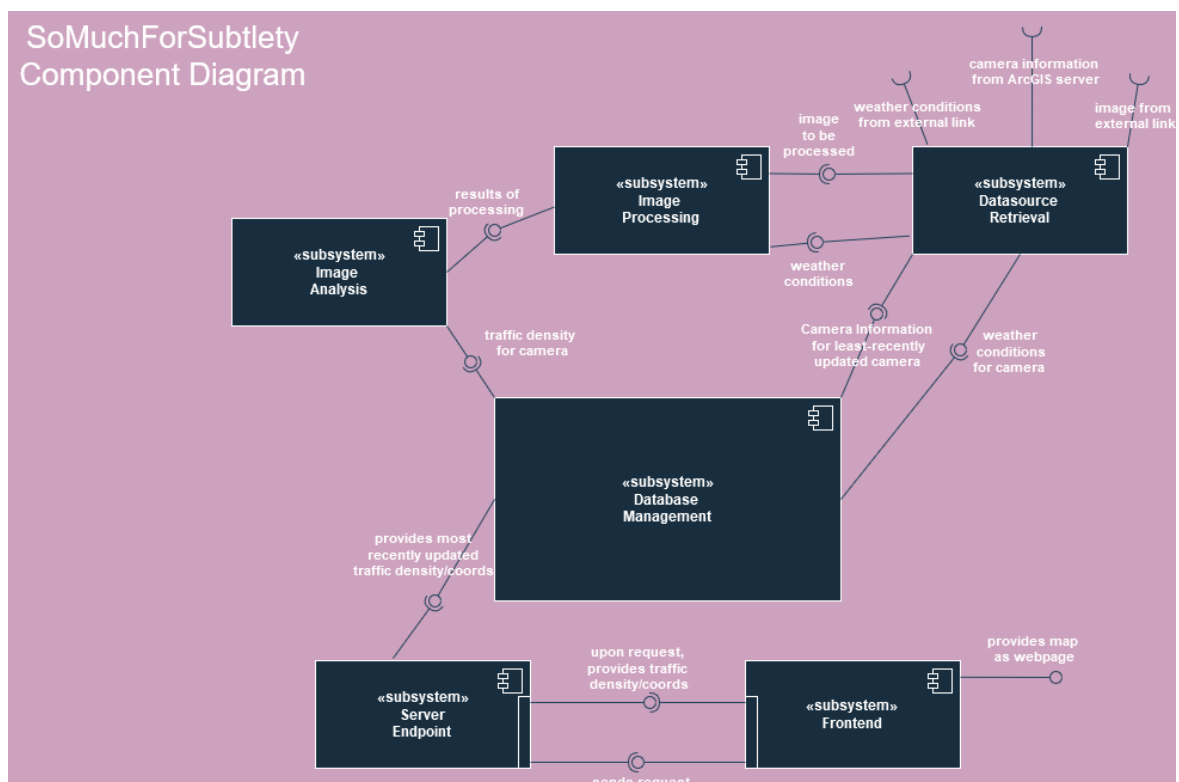 SoMuchForSubtlety
Component Diagram
camera information
from ArcGIS server
weather conditions
from external link
image from
external link
image
to be
processed
«subsystem»
Image
Processing
«subsystem»
Datasource
Retrieval
results of
processing
«subsystem»
Image
Analysis
weather
conditions
traffic density
for camera
Camera Information
for least-recently
updated camera
weather
conditions
for camera
«subsystem»
Database
Management
provides most
recently updated
traffic density/coords
upon request,
provides traffic
density/coords
provides map
as webpage
«subsystem»
Server
Endpoint
«subsystem»
Frontend
sends request